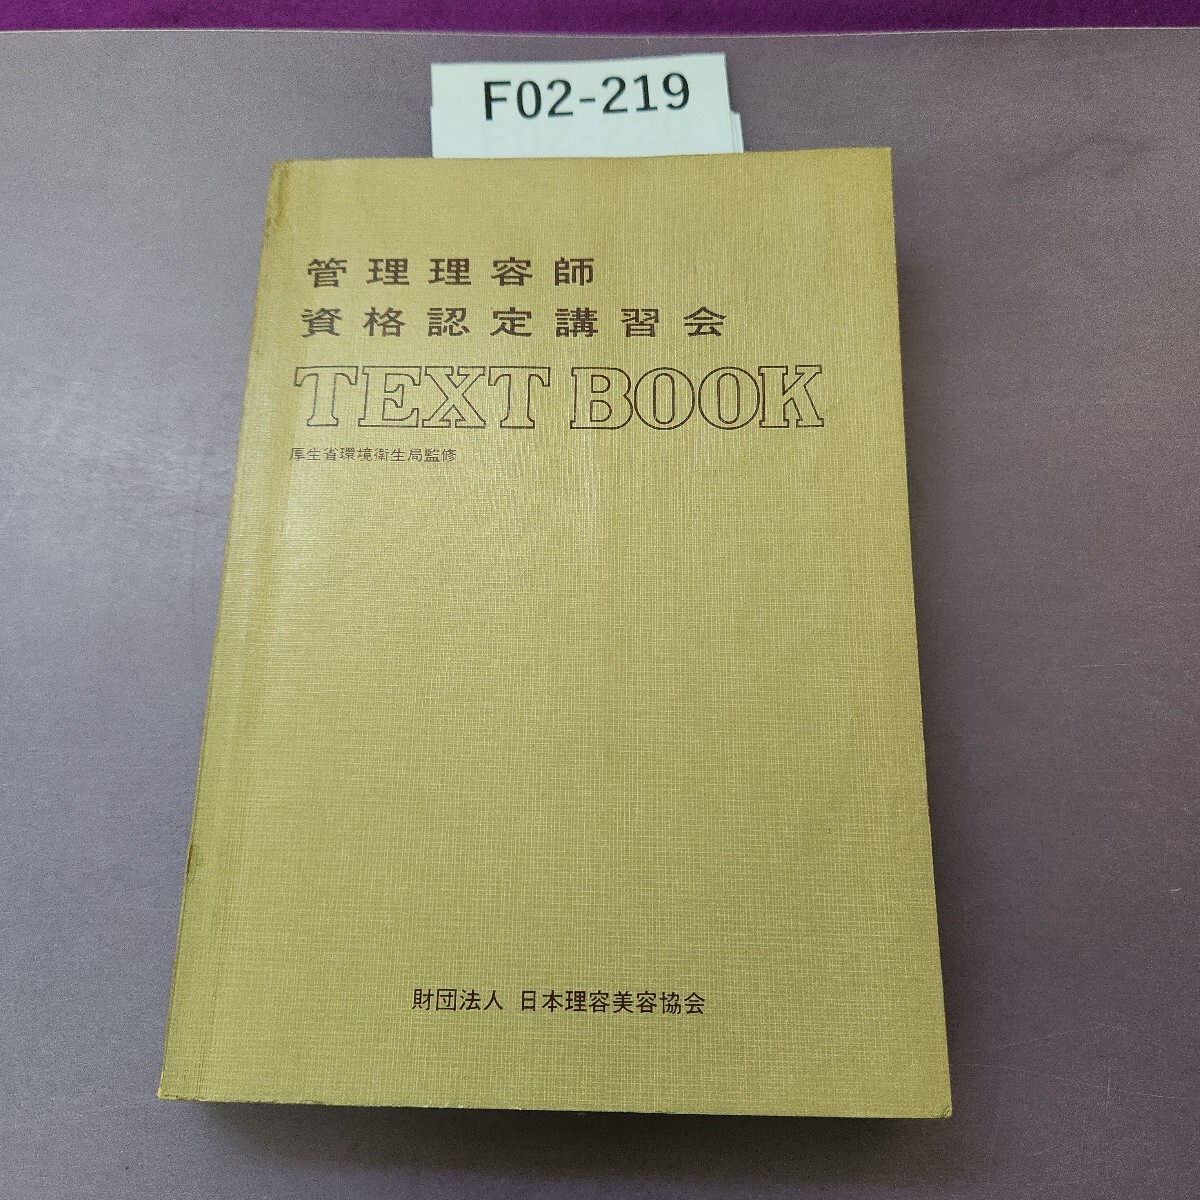 F02-219
管理理容師
資格認定講習会
TEXT BOOK
厚生省環境衛生局監修
財団法人 日本理容美容協会